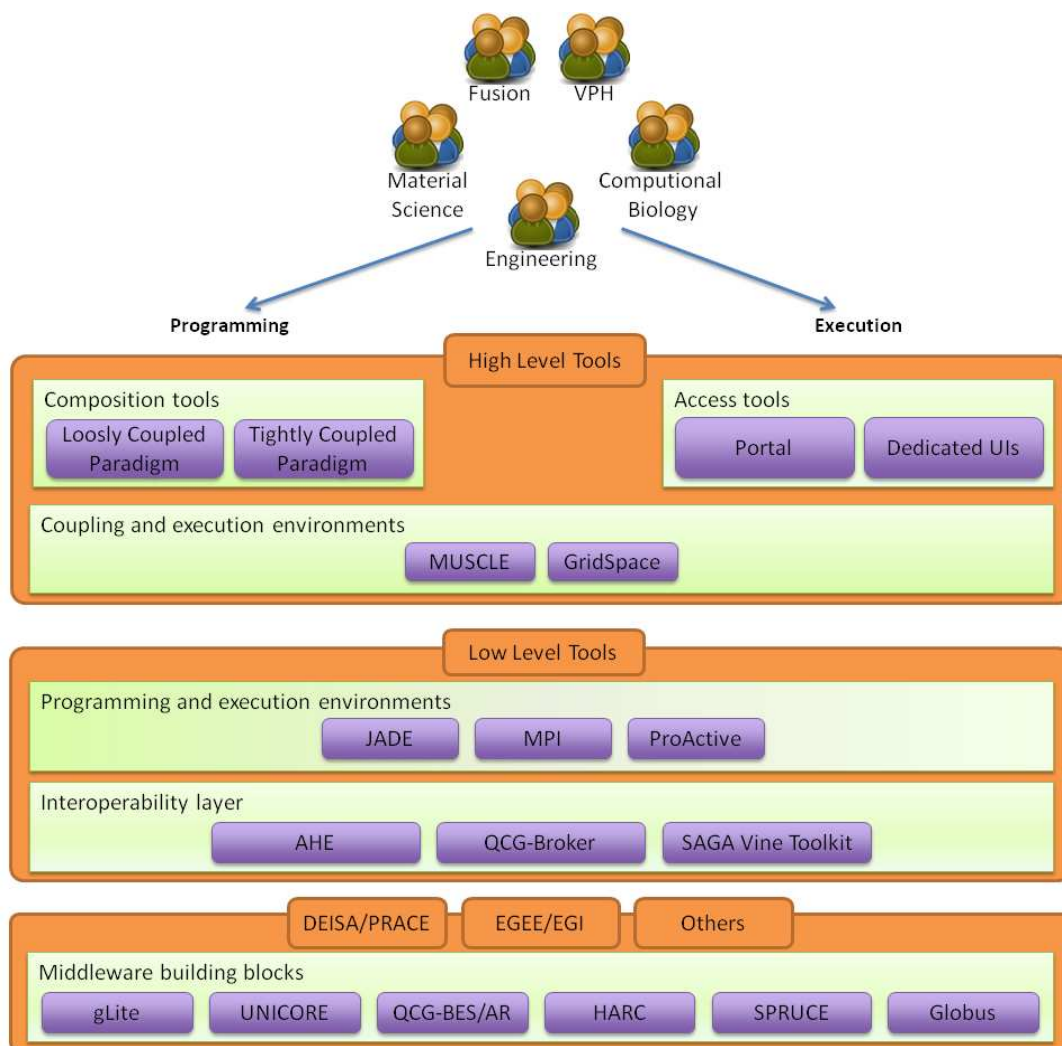 Fusion
VPH
Material
Science
Computional
Biology
Engineering
Programming
Execution
High Level Tools
Composition tools
Loosly Coupled
Paradigm
Tightly Coupled
Paradigm
Access tools
Portal
Dedicated UIs
Coupling and execution environments
MUSCLE
GridSpace
Low Level Tools
Programming and execution environments
JADE
MPI
ProActive
Interoperability layer
AHE
QCG-Broker
SAGA Vine Toolkit
DEISA/PRACE
EGEE/EGI
Others
Middleware building blocks
gLite
UNICORE
QCG-BES/AR
HARC
SPRUCE
Globus